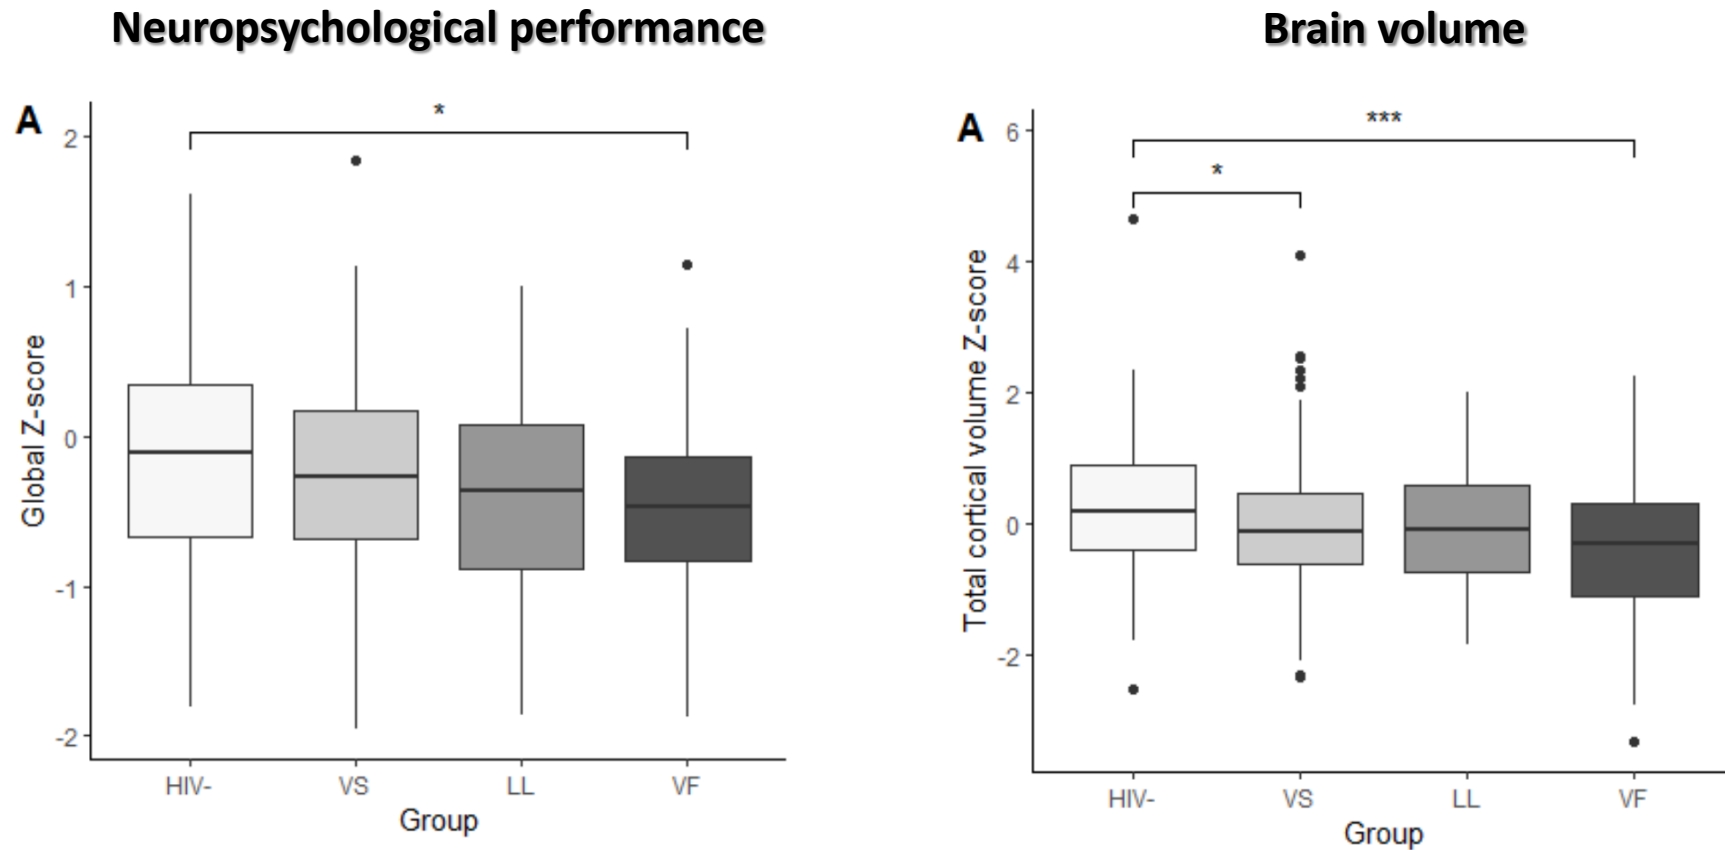 Neuropsychological performance
A
*
2
1
0
-1
-2
Global Z-score
HIV- VS LL VF
Group
Brain volume
A
***
*
6
4
2
0
-2
Total cortical volume Z-score
HIV- VS LL VF
Group